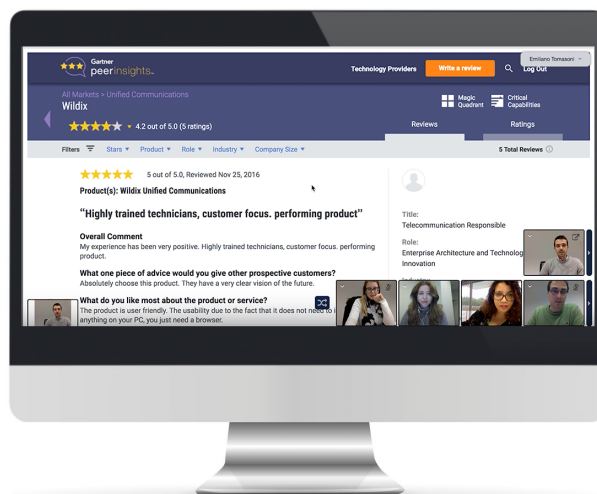 Gartner
peerinsights™
Technology Providers
Write a review
Emiliano Tomasoni
Log Out
All Markets > Unified Communications
Wildix
Magic
Quadrant
Critical
Capabilities
4.2 out of 5.0 (5 ratings)
Reviews
Ratings
Filters
Stars
Product
Role
Industry
Company Size
5 Total Reviews
5 out of 5.0, Reviewed Nov 25, 2016
Product(s): Wildix Unified Communications
“Highly trained technicians, customer focus. performing product”
Overall Comment
My experience has been very positive. Highly trained technicians, customer focus. performing
product.
What one piece of advice would you give other prospective customers?
Absolutely choose this product. They have a very clear vision of the future.
What do you like most about the product or service?
The product is user friendly. The usability due to the fact that it does not need to
anything on your PC, you just need a browser.
Title:
Telecommunication Responsible
Role:
Enterprise Architecture and Technolog
Innovation